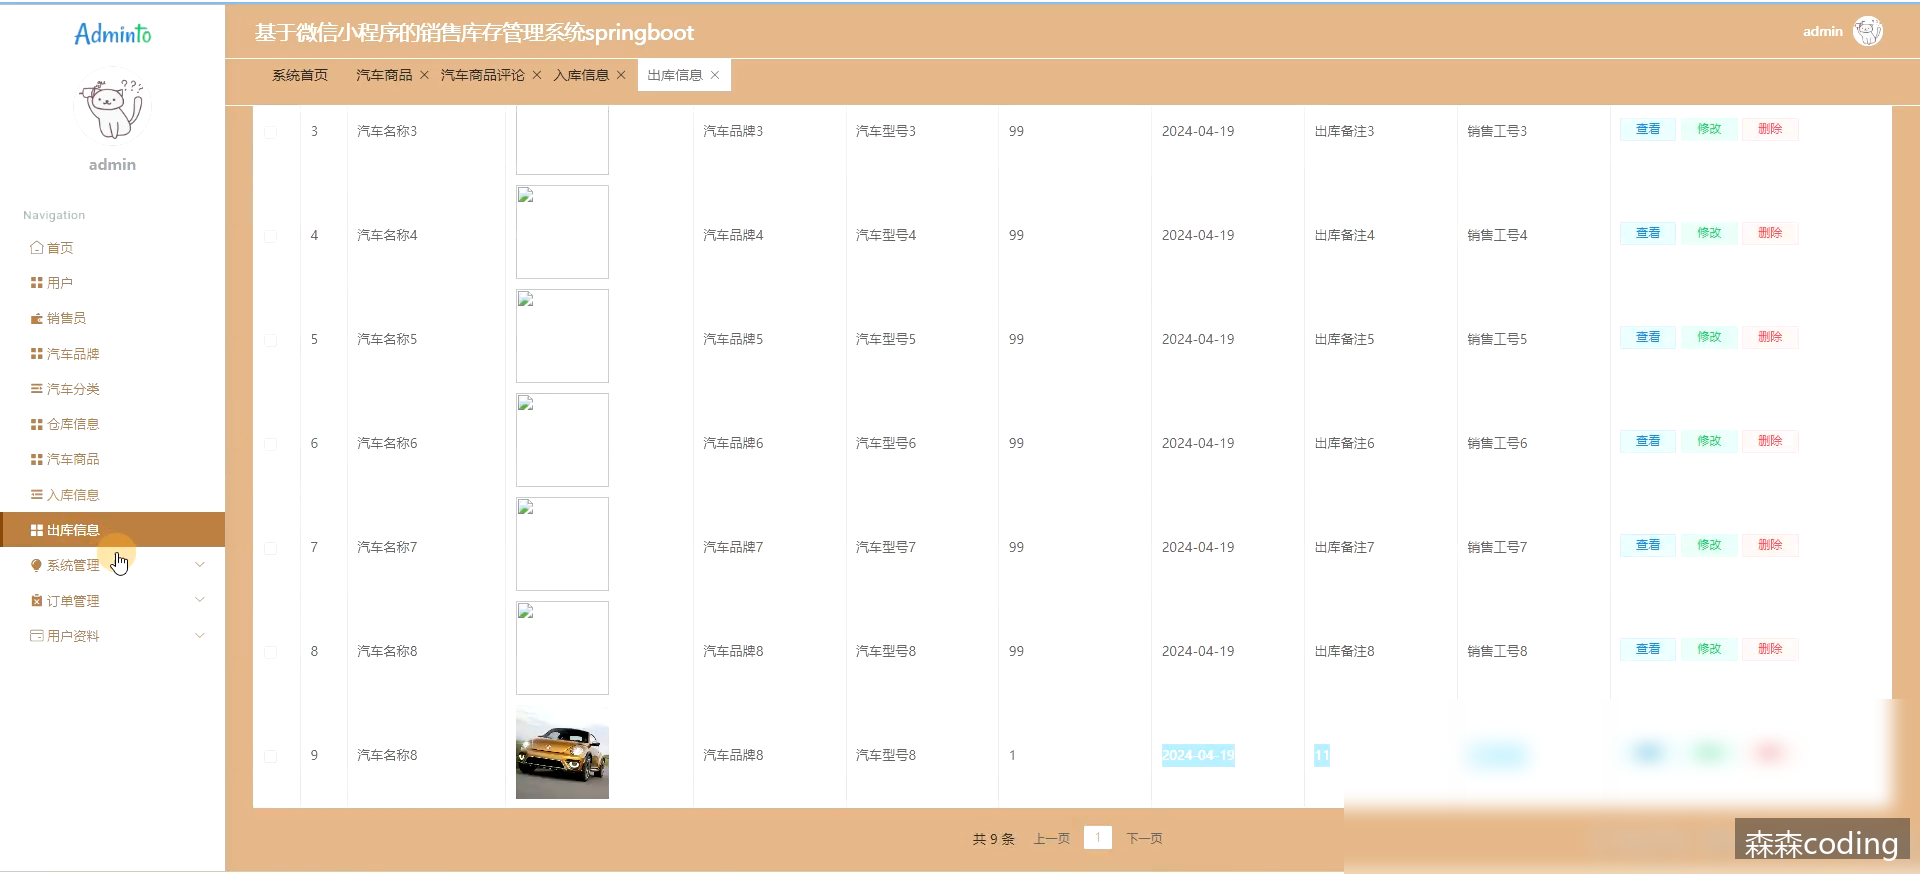 Adminto
基于微信小程序的销售库存管理系统springboot
admin
系统首页 汽车商品 × 汽车商品评论 × 入库信息 × 出库信息 ×
admin
Navigation
首页
用户
销售员
汽车品牌
汽车分类
仓库信息
汽车商品
入库信息
出库信息
系统管理
订单管理
用户资料
3 汽车名称3 汽车品牌3 汽车型号3 99 2024-04-19 出库备注3 销售工号3 查看 修改 删除
4 汽车名称4 汽车品牌4 汽车型号4 99 2024-04-19 出库备注4 销售工号4 查看 修改 删除
5 汽车名称5 汽车品牌5 汽车型号5 99 2024-04-19 出库备注5 销售工号5 查看 修改 删除
6 汽车名称6 汽车品牌6 汽车型号6 99 2024-04-19 出库备注6 销售工号6 查看 修改 删除
7 汽车名称7 汽车品牌7 汽车型号7 99 2024-04-19 出库备注7 销售工号7 查看 修改 删除
8 汽车名称8 汽车品牌8 汽车型号8 99 2024-04-19 出库备注8 销售工号8 查看 修改 删除
9 汽车名称8 汽车品牌8 汽车型号8 1 2024-04-19 11
共 9 条 上一页 1 下一页
森森coding